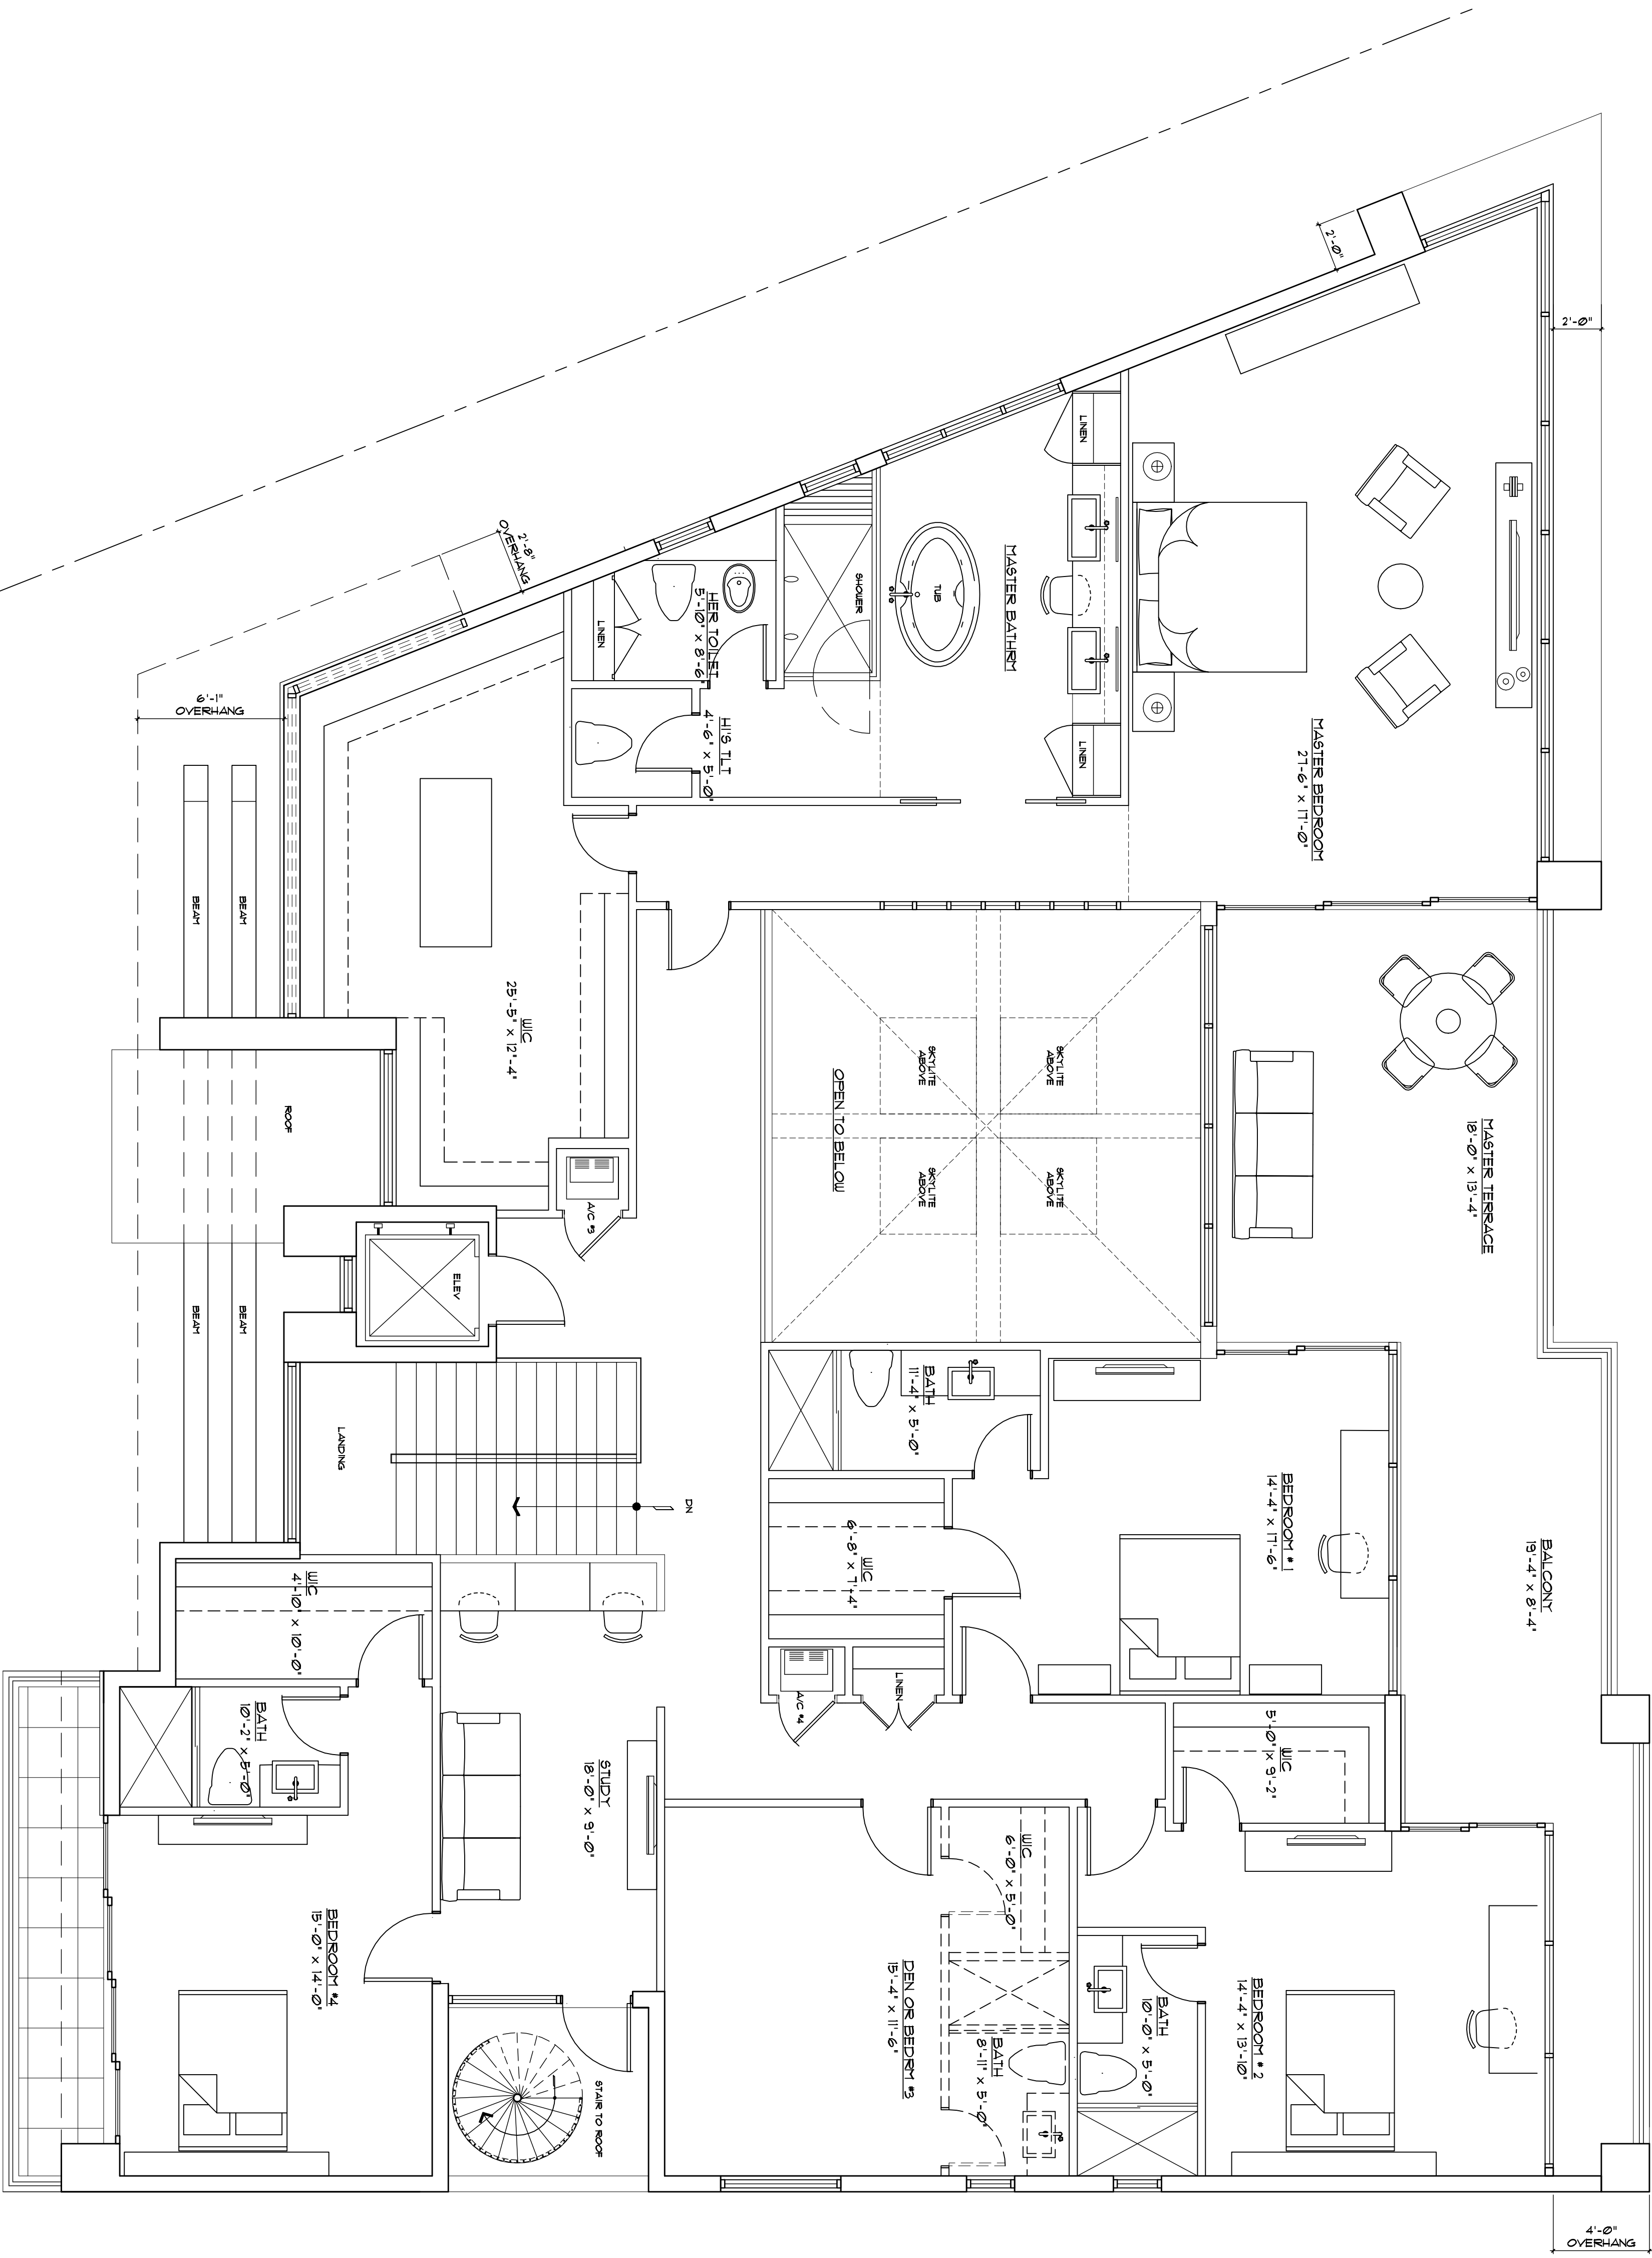 2'-0"
2'-0"
LINEN
MASTER BATHRM
TUB
SHOWER
LINEN
MASTER BEDROOM
27'-6" x 17'-0"
2'-8"
OVERHANG
HER TOILET
5'-10" x 8'-6"
LINEN
HI'S TLT
4'-6" x 5'-0"
6'-1"
OVERHANG
BEAM
BEAM
WIC
25'-5" x 12'-4"
MASTER TERRACE
18'-0" x 13'-4"
SKYLITE
ABOVE
SKYLITE
ABOVE
OPEN TO BELOW
SKYLITE
ABOVE
SKYLITE
ABOVE
ROOF
A/C #3
ELEV
BEAM
BEAM
BATH
11'-4" x 5'-0"
LANDING
DN
BEDROOM # 1
14'-4" x 17'-6"
BALCONY
19'-4" x 8'-4"
WIC
6'-8" x 7'-4"
WIC
4'-10" x 10'-0"
LINEN
A/C #4
BATH
10'-2" x 5'-0"
WIC
5'-0" x 9'-2"
STUDY
18'-0" x 9'-0"
WIC
6'-0" x 5'-0"
BEDROOM #4
15'-0" x 14'-0"
DEN OR BEDRM #3
15'-4" x 11'-6"
BATH
8'-11" x 5'-0"
BATH
10'-0" x 5'-0"
BEDROOM # 2
14'-4" x 13'-10"
STAIR TO ROOF
4'-0"
OVERHANG